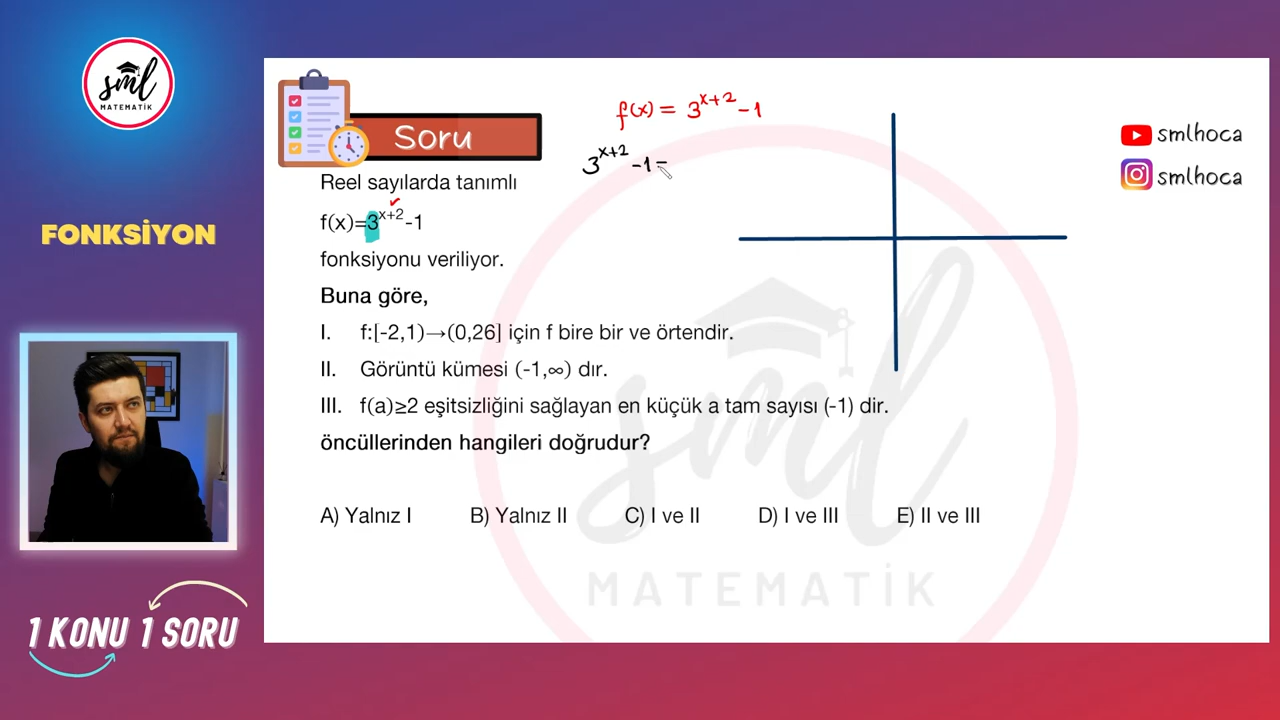 sml
MATEMATİK
FONKSİYON
1 KONU 1 SORU
Soru
f(x) = 3^(x+2) - 1
3^(x+2) - 1 =
Reel sayılarda tanımlı
f(x)=3^(x+2)-1
fonksiyonu veriliyor.
Buna göre,
I. f:[-2,1)→(0,26] için f bire bir ve örtendir.
II. Görüntü kümesi (-1,∞) dır.
III. f(a)≥2 eşitsizliğini sağlayan en küçük a tam sayısı (-1) dir.
öncüllerinden hangileri doğrudur?
A) Yalnız I B) Yalnız II C) I ve II D) I ve III E) II ve III
smlhoca
smlhoca
sml
MATEMATİK